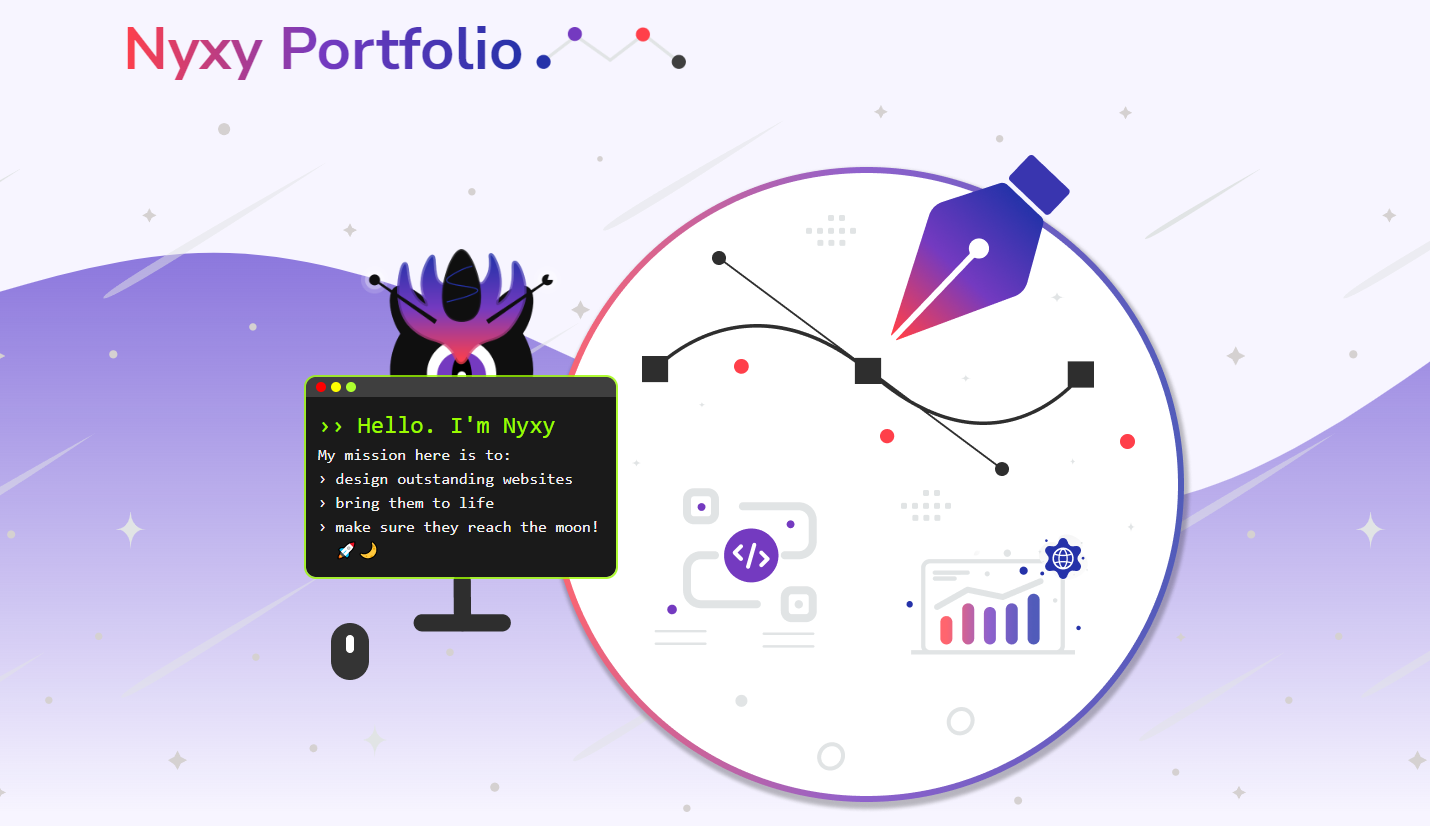 Nyxy Portfolio
›› Hello. I'm Nyxy
My mission here is to:
› design outstanding websites
› bring them to life
› make sure they reach the moon!
🚀🌙